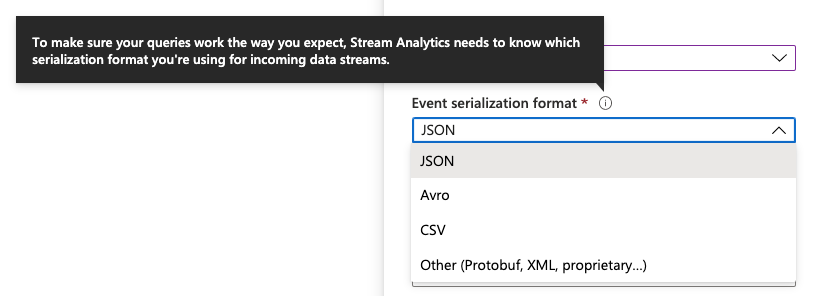 To make sure your queries work the way you expect, Stream Analytics needs to know which
serialization format you're using for incoming data streams.
Event serialization format *
JSON
JSON
Avro
CSV
Other (Protobuf, XML, proprietary...)